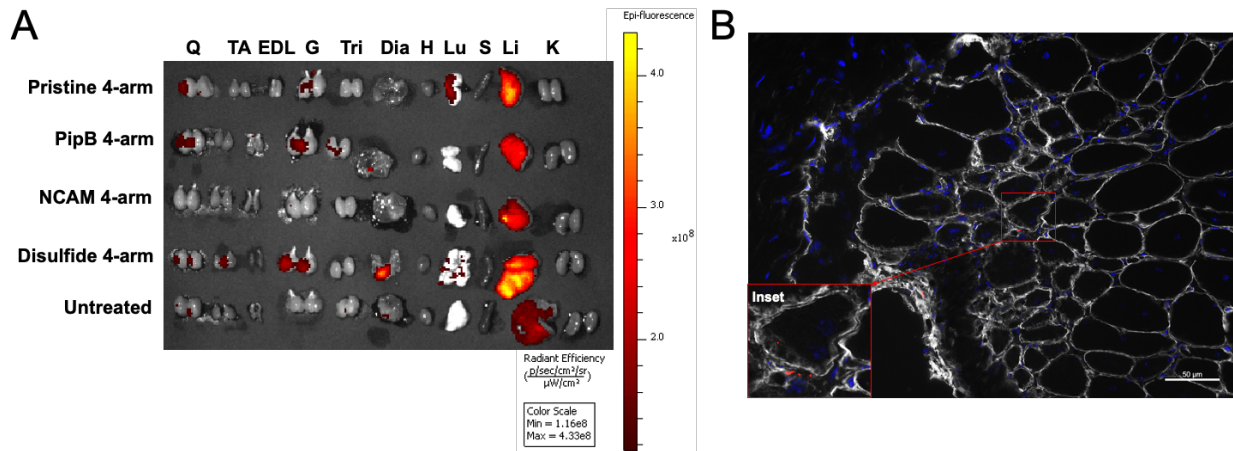 A
Q TA EDL G Tri Dia H Lu S Li K
Pristine 4-arm
PipB 4-arm
NCAM 4-arm
Disulfide 4-arm
Untreated
Epi-fluorescence
4.0
3.0
x10⁸
2.0
Radiant Efficiency
(p/sec/cm²/sr / µW/cm²)
Color Scale
Min = 1.16e8
Max = 4.33e8
B
Inset
50 µm